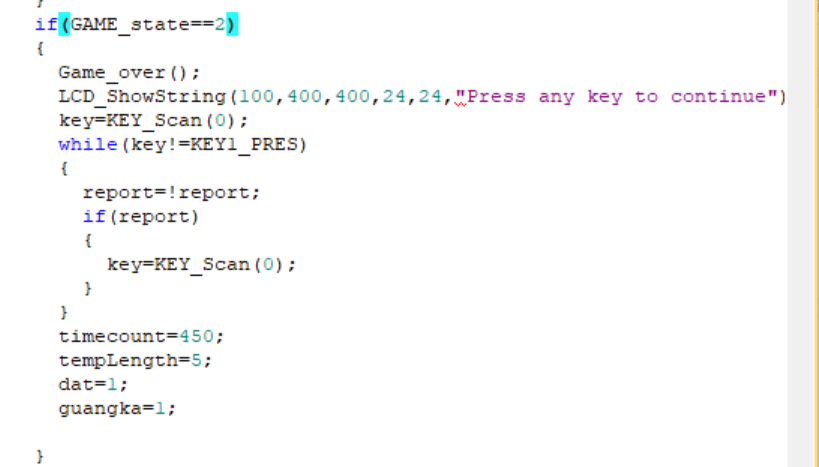 }
if(GAME_state==2)
{
Game_over();
LCD_ShowString(100,400,400,24,24,"Press any key to continue")
key=KEY_Scan(0);
while(key!=KEY1_PRES)
{
report=!report;
if(report)
{
key=KEY_Scan(0);
}
}
timecount=450;
tempLength=5;
dat=1;
guangka=1;
}